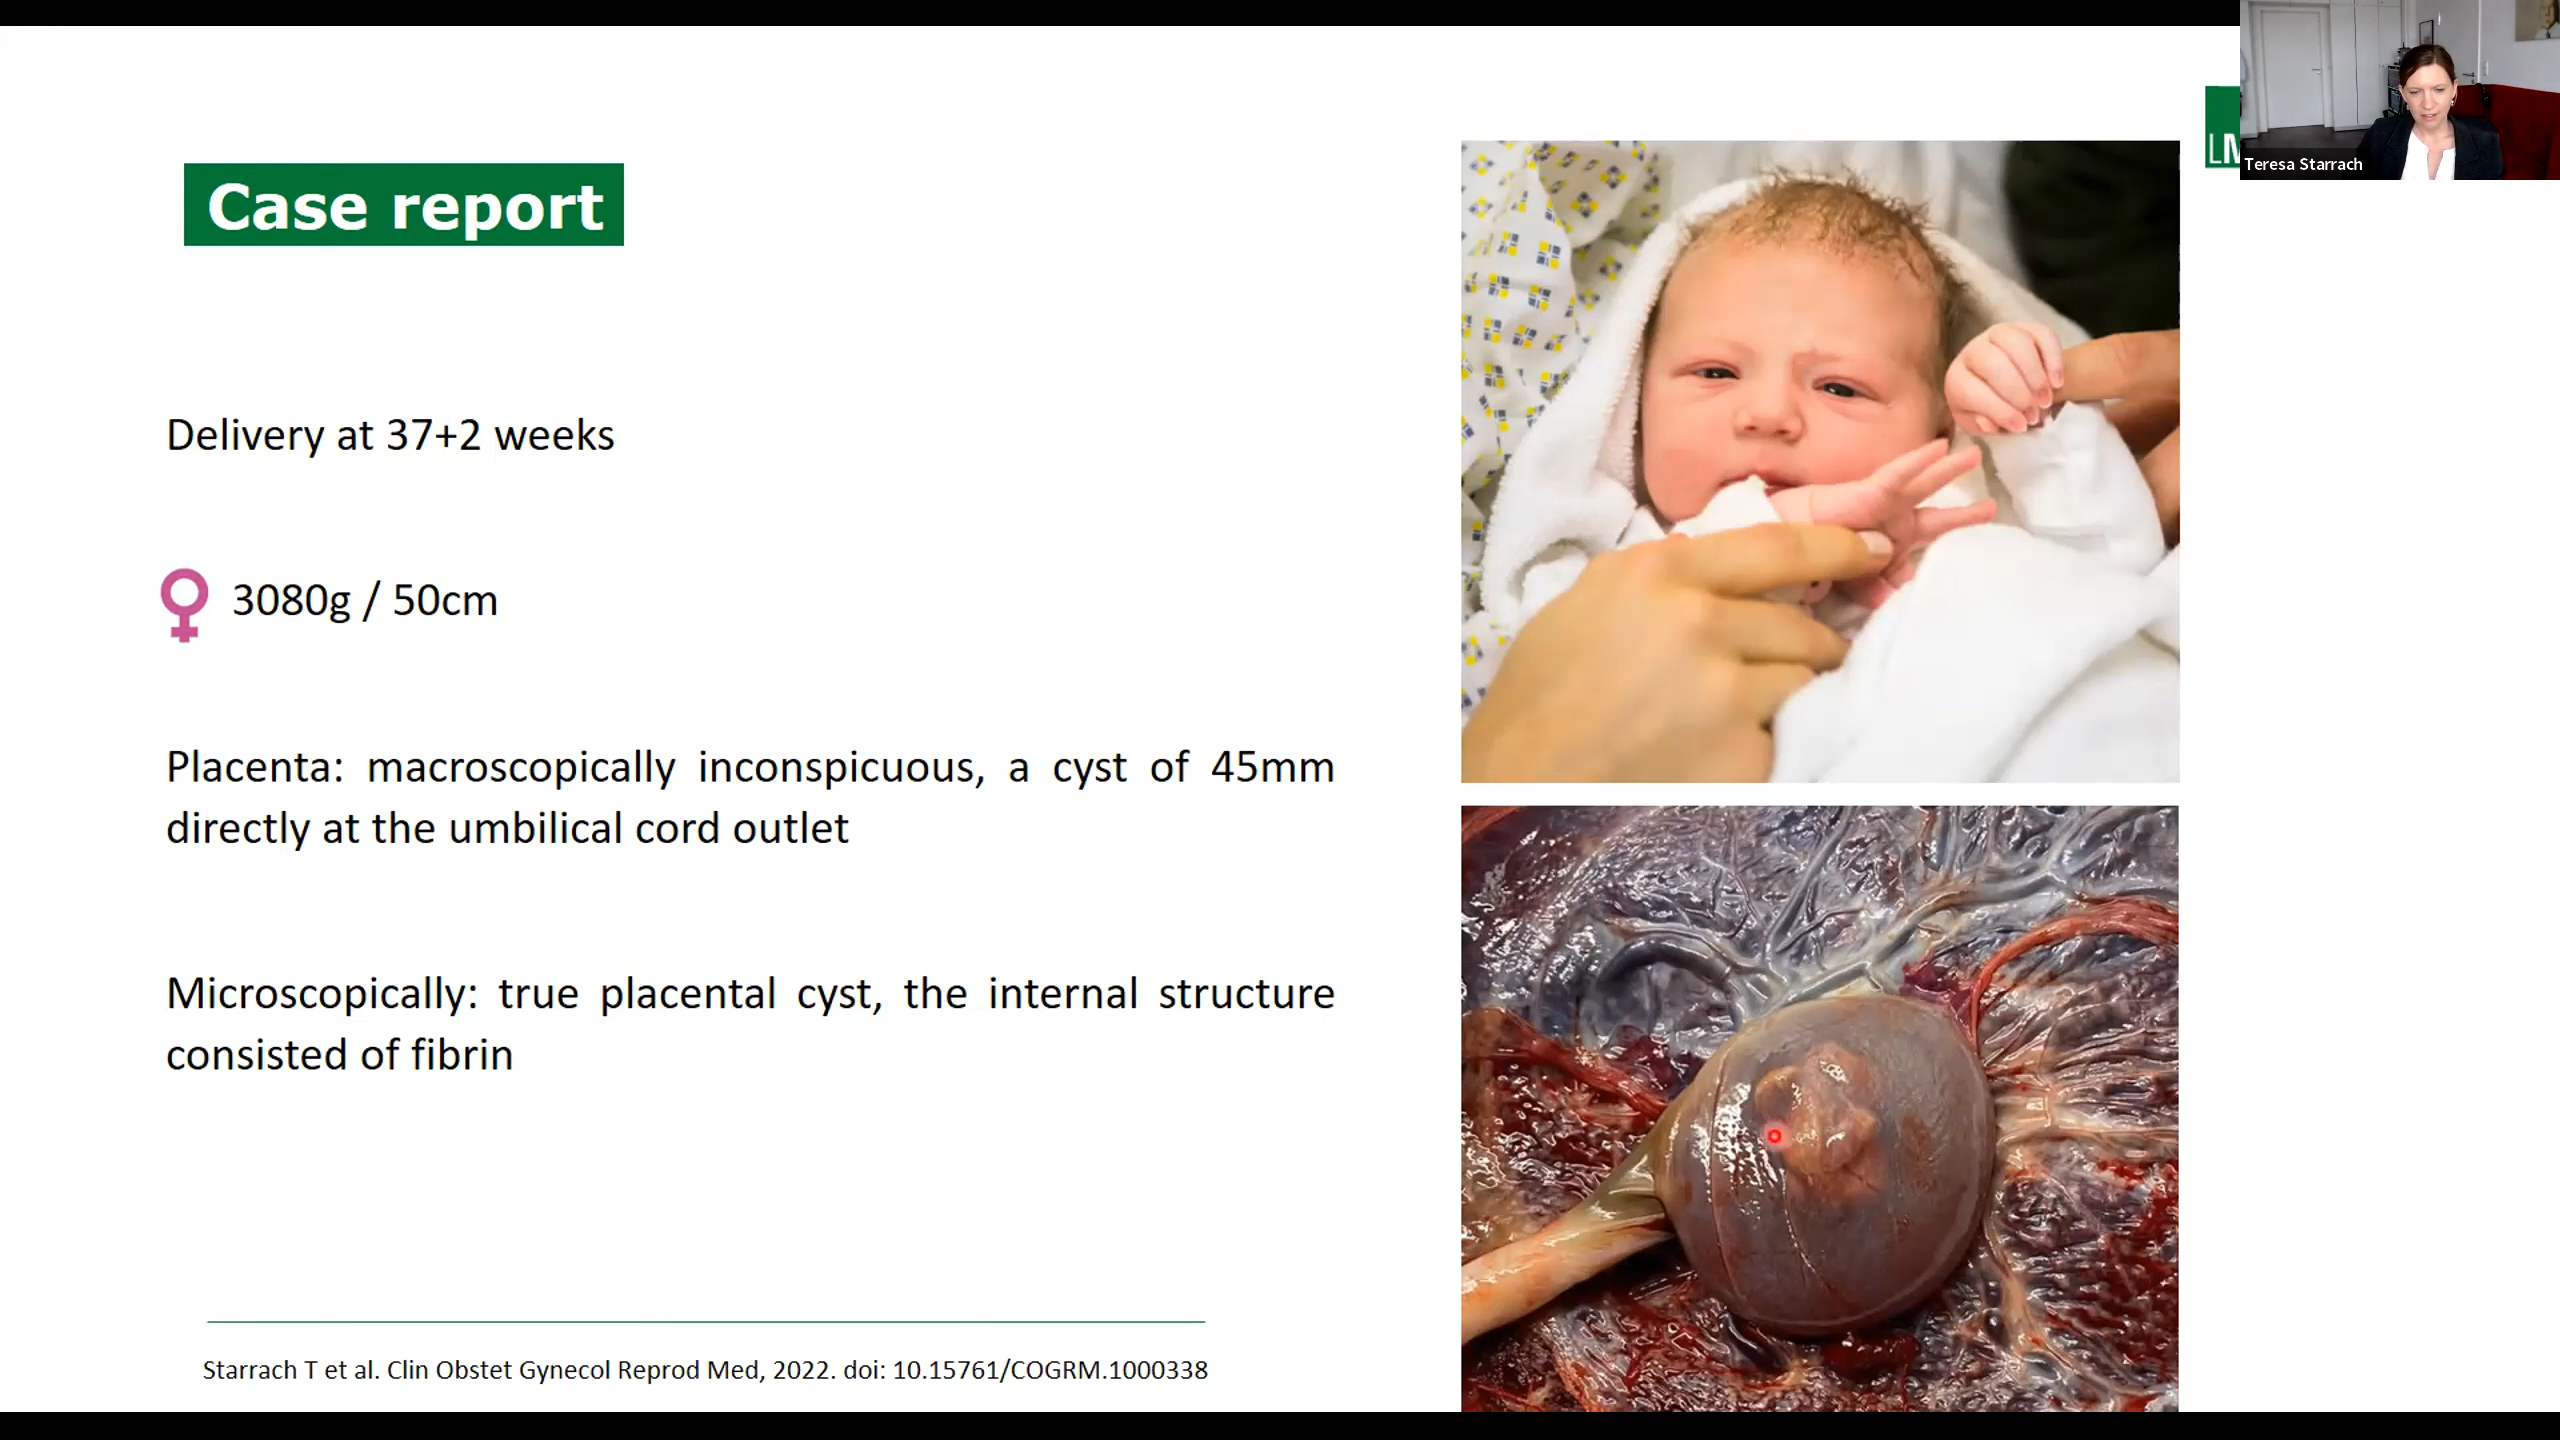 Case report
Delivery at 37+2 weeks
3080g / 50cm
Placenta: macroscopically inconspicuous, a cyst of 45mm
directly at the umbilical cord outlet
Microscopically: true placental cyst, the internal structure
consisted of fibrin
Starrach T et al. Clin Obstet Gynecol Reprod Med, 2022. doi: 10.15761/COGRM.1000338
Teresa Starrach